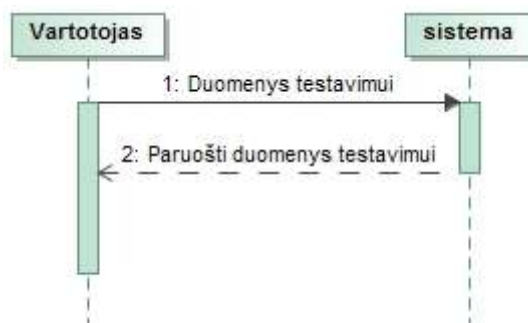 Vartotojas
sistema
1: Duomenys testavimui
2: Paruošti duomenys testavimui